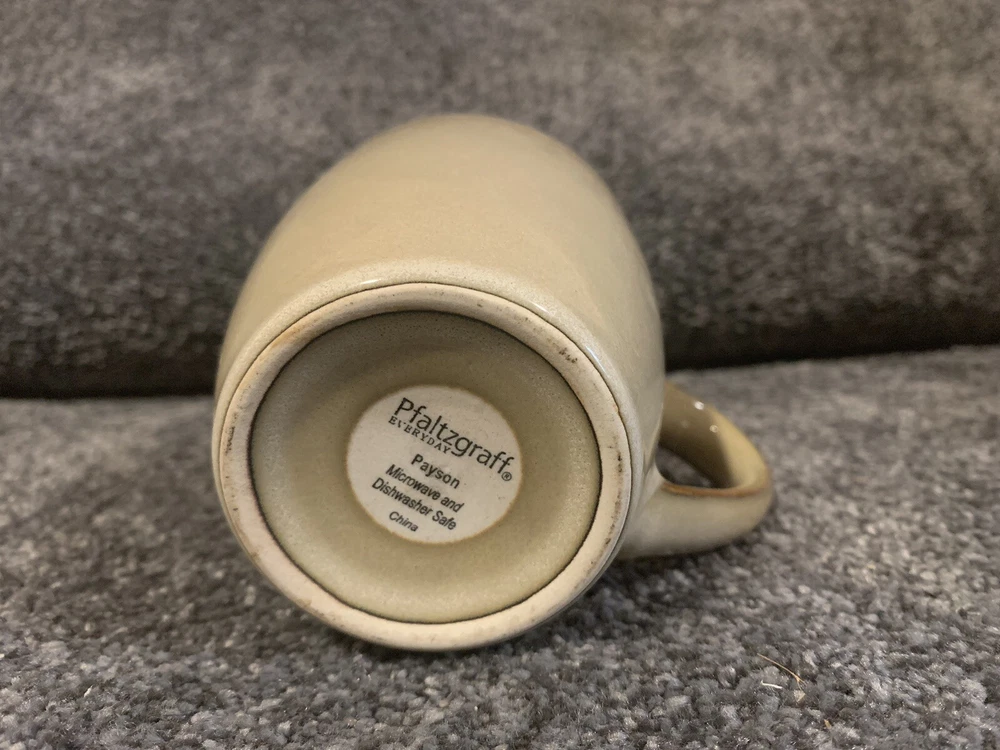 Pfaltzgraff®
EVERYDAY
Payson
Microwave and
Dishwasher Safe
China